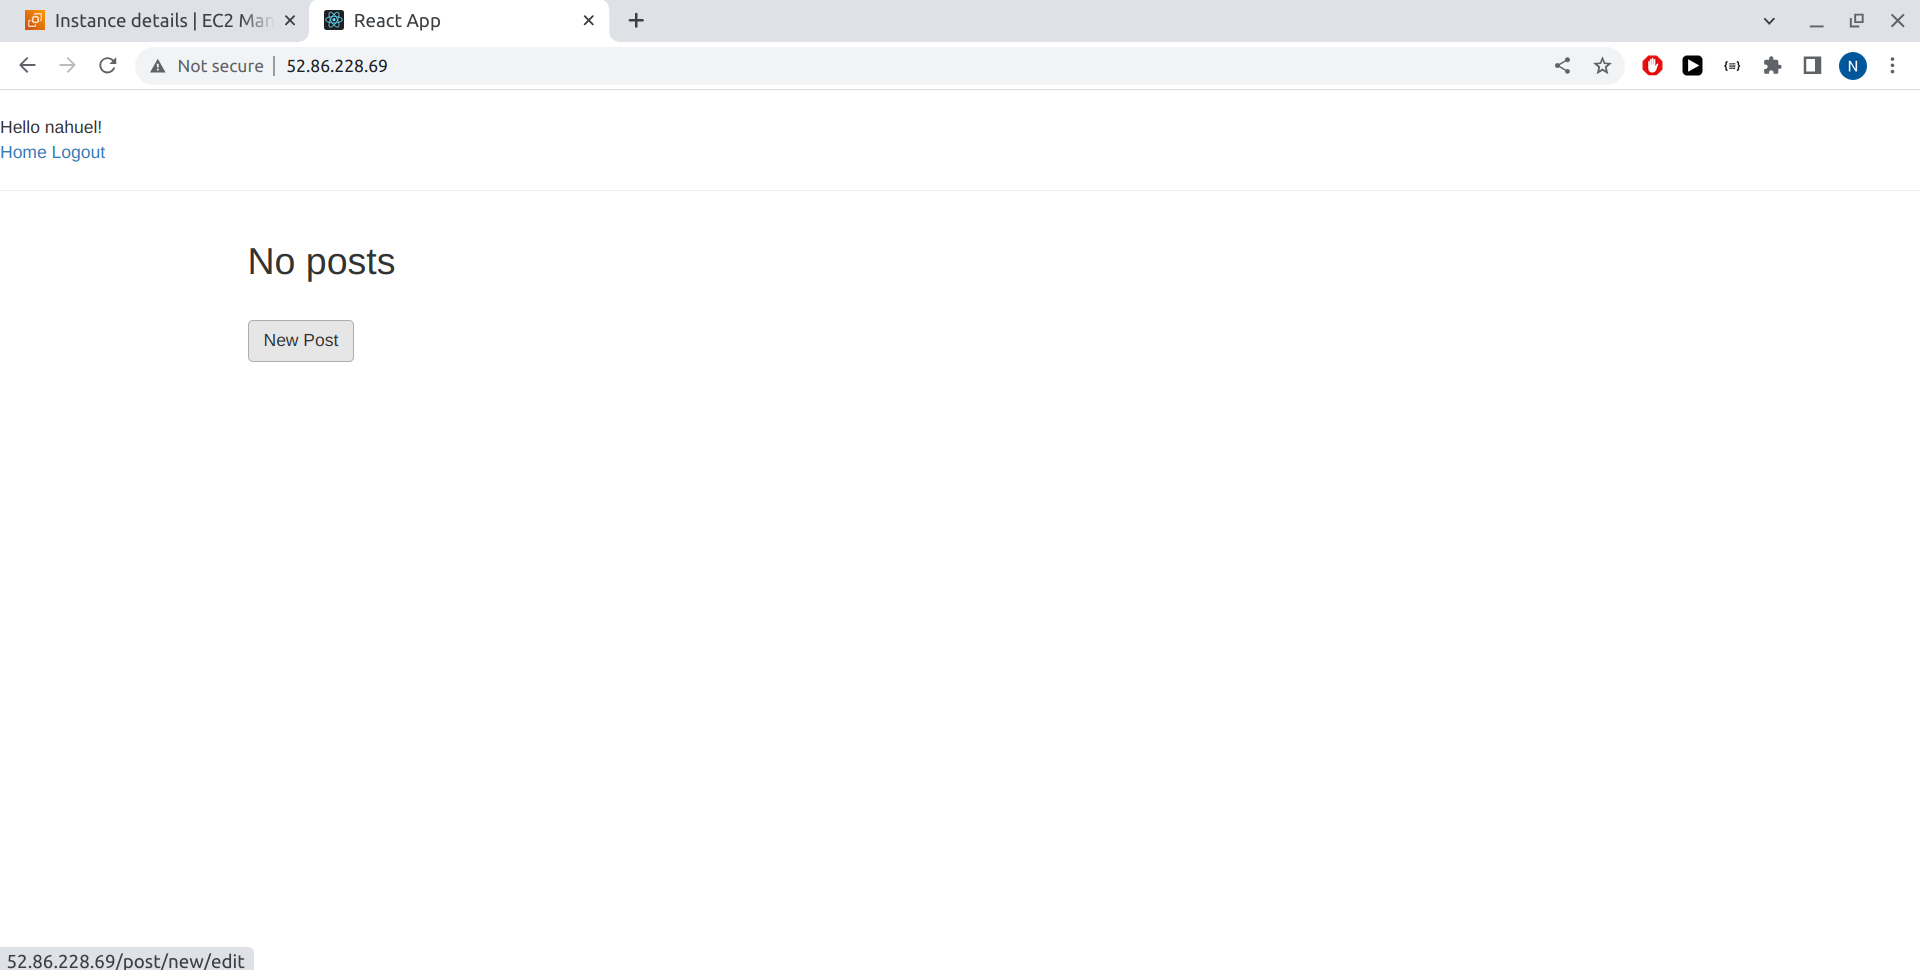 Instance details | EC2 Man
React App
Not secure
52.86.228.69
N
Hello nahuel!
Home Logout
No posts
New Post
52.86.228.69/post/new/edit